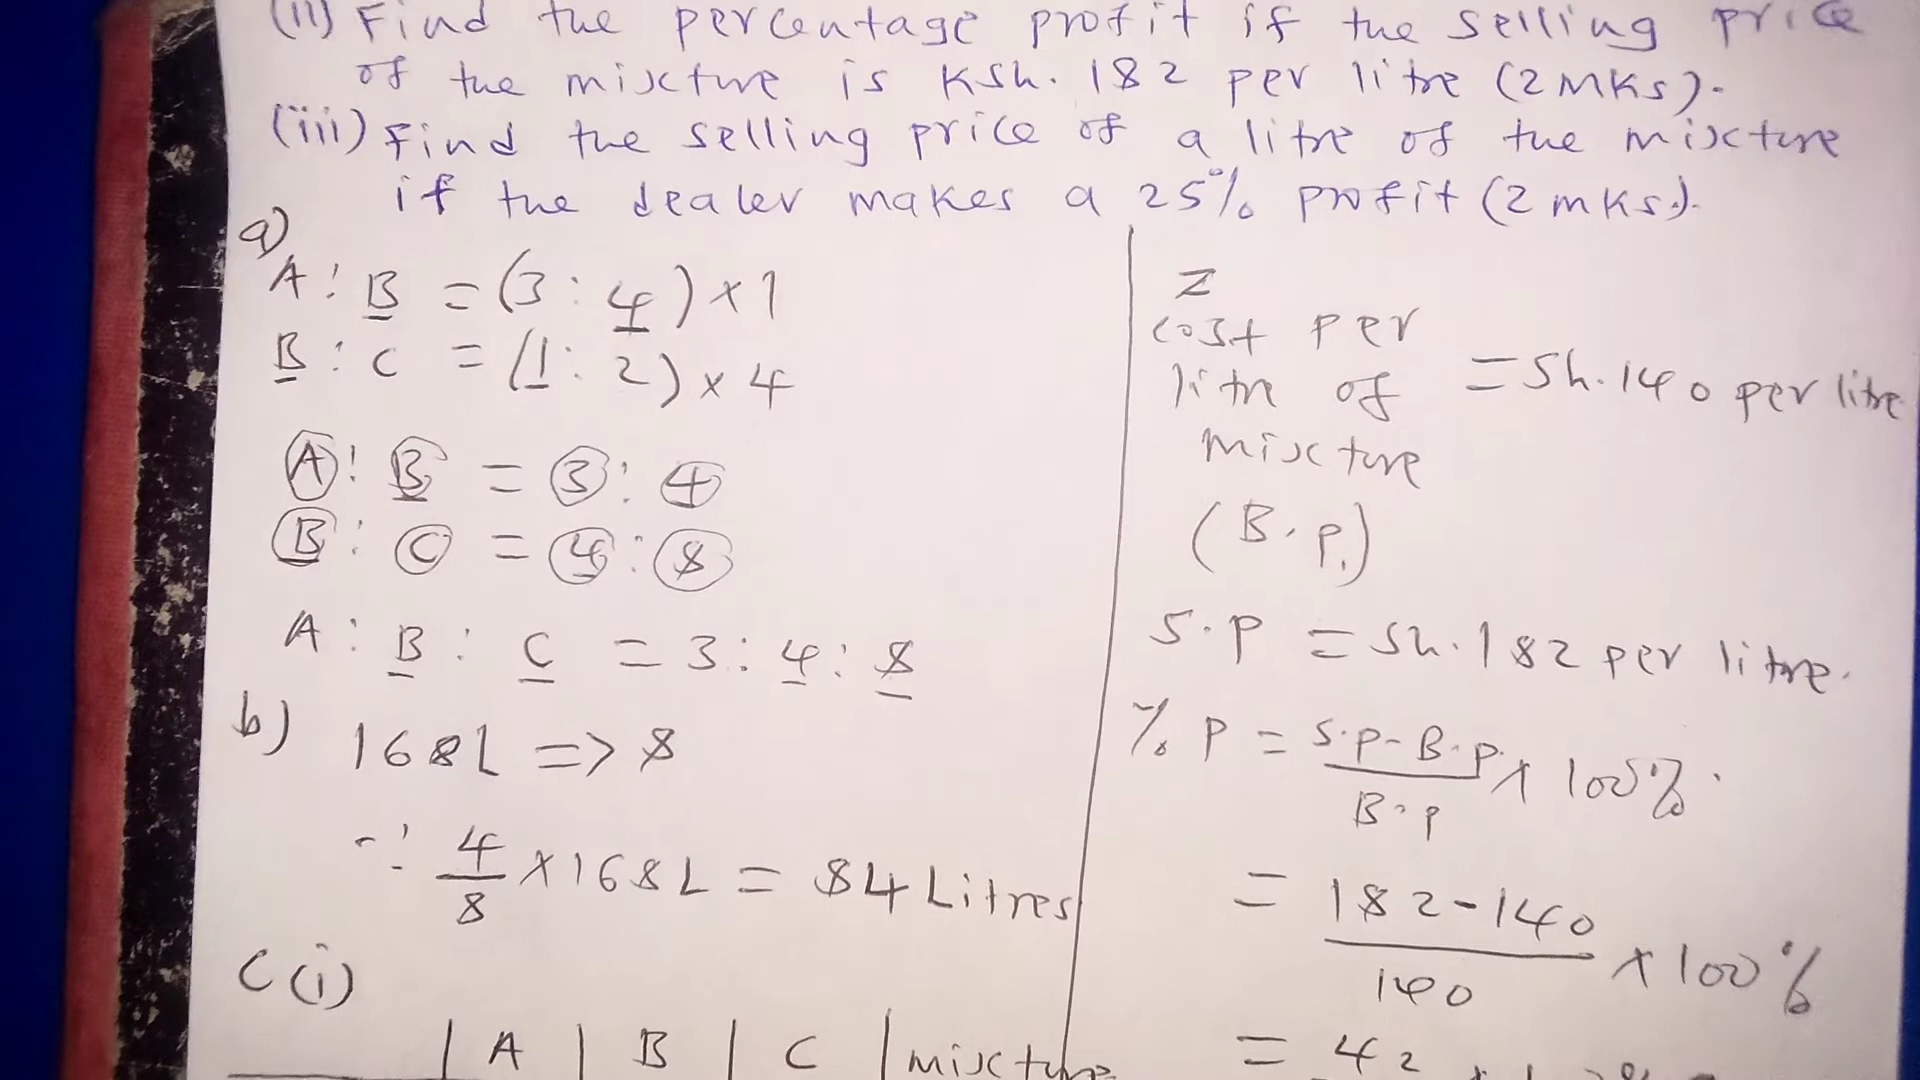 (ii) Find the percentage profit if the selling price
of the mixture is Ksh. 182 per litre (2 MKs).
(iii) Find the selling price of a litre of the mixture
if the dealer makes a 25% profit (2 mks).
a)
A : B = (3 : 4) x 1
B : C = (1 : 2) x 4
A : B = 3 : 4
B : C = 4 : 8
A : B : C = 3 : 4 : 8
b) 168L => 8
∴ 4/8 x 168L = 84 Litres
C (i)
A | B | C | mixture
cost per
litre of = Sh. 140 per litre
mixture
(B.P.)
S.P = Sh. 182 per litre.
% P = S.P - B.P / B.P x 100%
= 182 - 140 / 140 x 100%
= 42